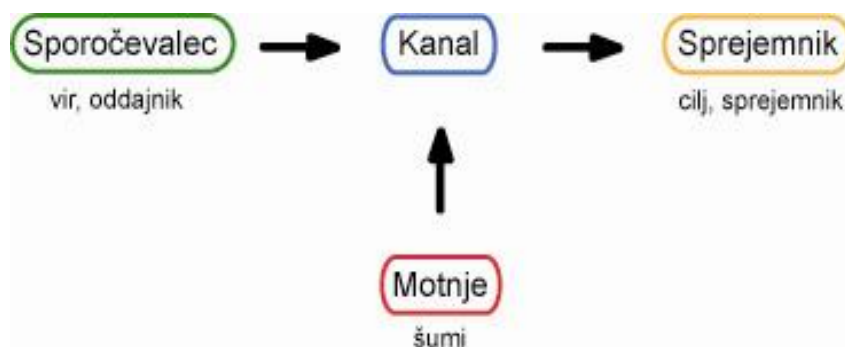 Sporočevalec
Kanal
Sprejemnik
vir, oddajnik
cilj, sprejemnik
Motnje
šumi